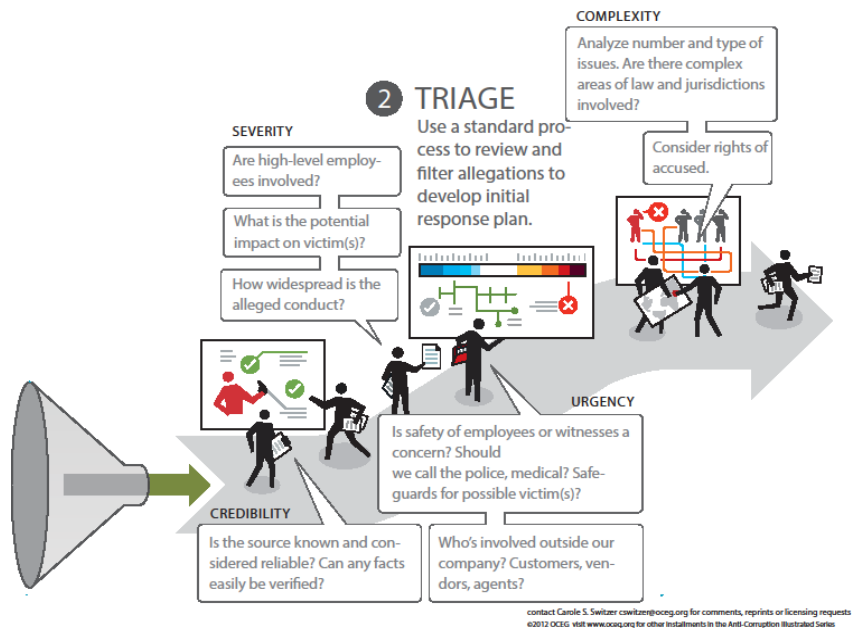 COMPLEXITY
Analyze number and type of
issues. Are there complex
areas of law and jurisdictions
involved?
Consider rights of
accused.
2 TRIAGE
Use a standard pro-
cess to review and
filter allegations to
develop initial
response plan.
SEVERITY
Are high-level employ-
ees involved?
What is the potential
impact on victim(s)?
How widespread is the
alleged conduct?
URGENCY
Is safety of employees or witnesses a
concern? Should
we call the police, medical? Safe-
guards for possible victim(s)?
Who's involved outside our
company? Customers, ven-
dors, agents?
CREDIBILITY
Is the source known and con-
sidered reliable? Can any facts
easily be verified?
contact Carole S. Switzer cswitzer@oceg.org for comments, reprints or licensing requests
©2012 OCEG visit www.oceg.org for other installments in the Anti-Corruption Illustrated Series